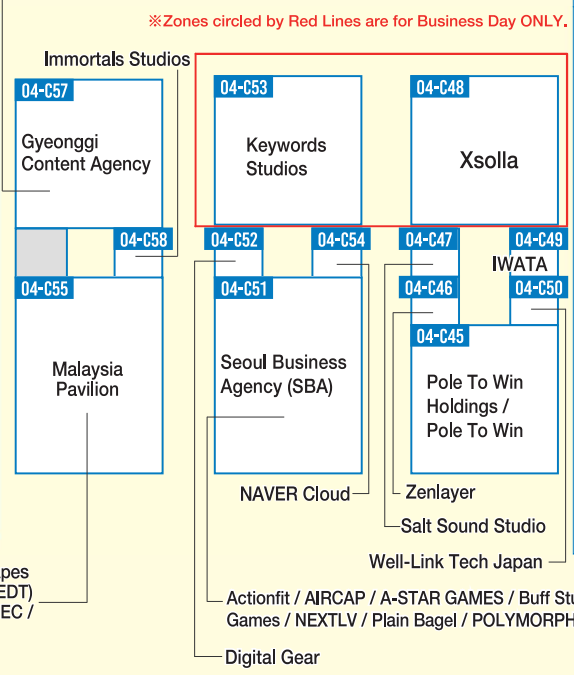 ※Zones circled by Red Lines are for Business Day ONLY.
Immortals Studios
04-C57
04-C53
04-C48
Gyeonggi
Content Agency
Keywords
Studios
Xsolla
04-C58
04-C52
04-C54
04-C47
04-C49
IWATA
04-C55
04-C51
04-C46
04-C50
04-C45
Malaysia
Pavilion
Seoul Business
Agency (SBA)
Pole To Win
Holdings /
Pole To Win
NAVER Cloud
Zenlayer
Salt Sound Studio
Well-Link Tech Japan
apes
EDT)
EC /
Actionfit / AIRCAP / A-STAR GAMES / Buff Stu
Games / NEXTLV / Plain Bagel / POLYMORPH
Digital Gear